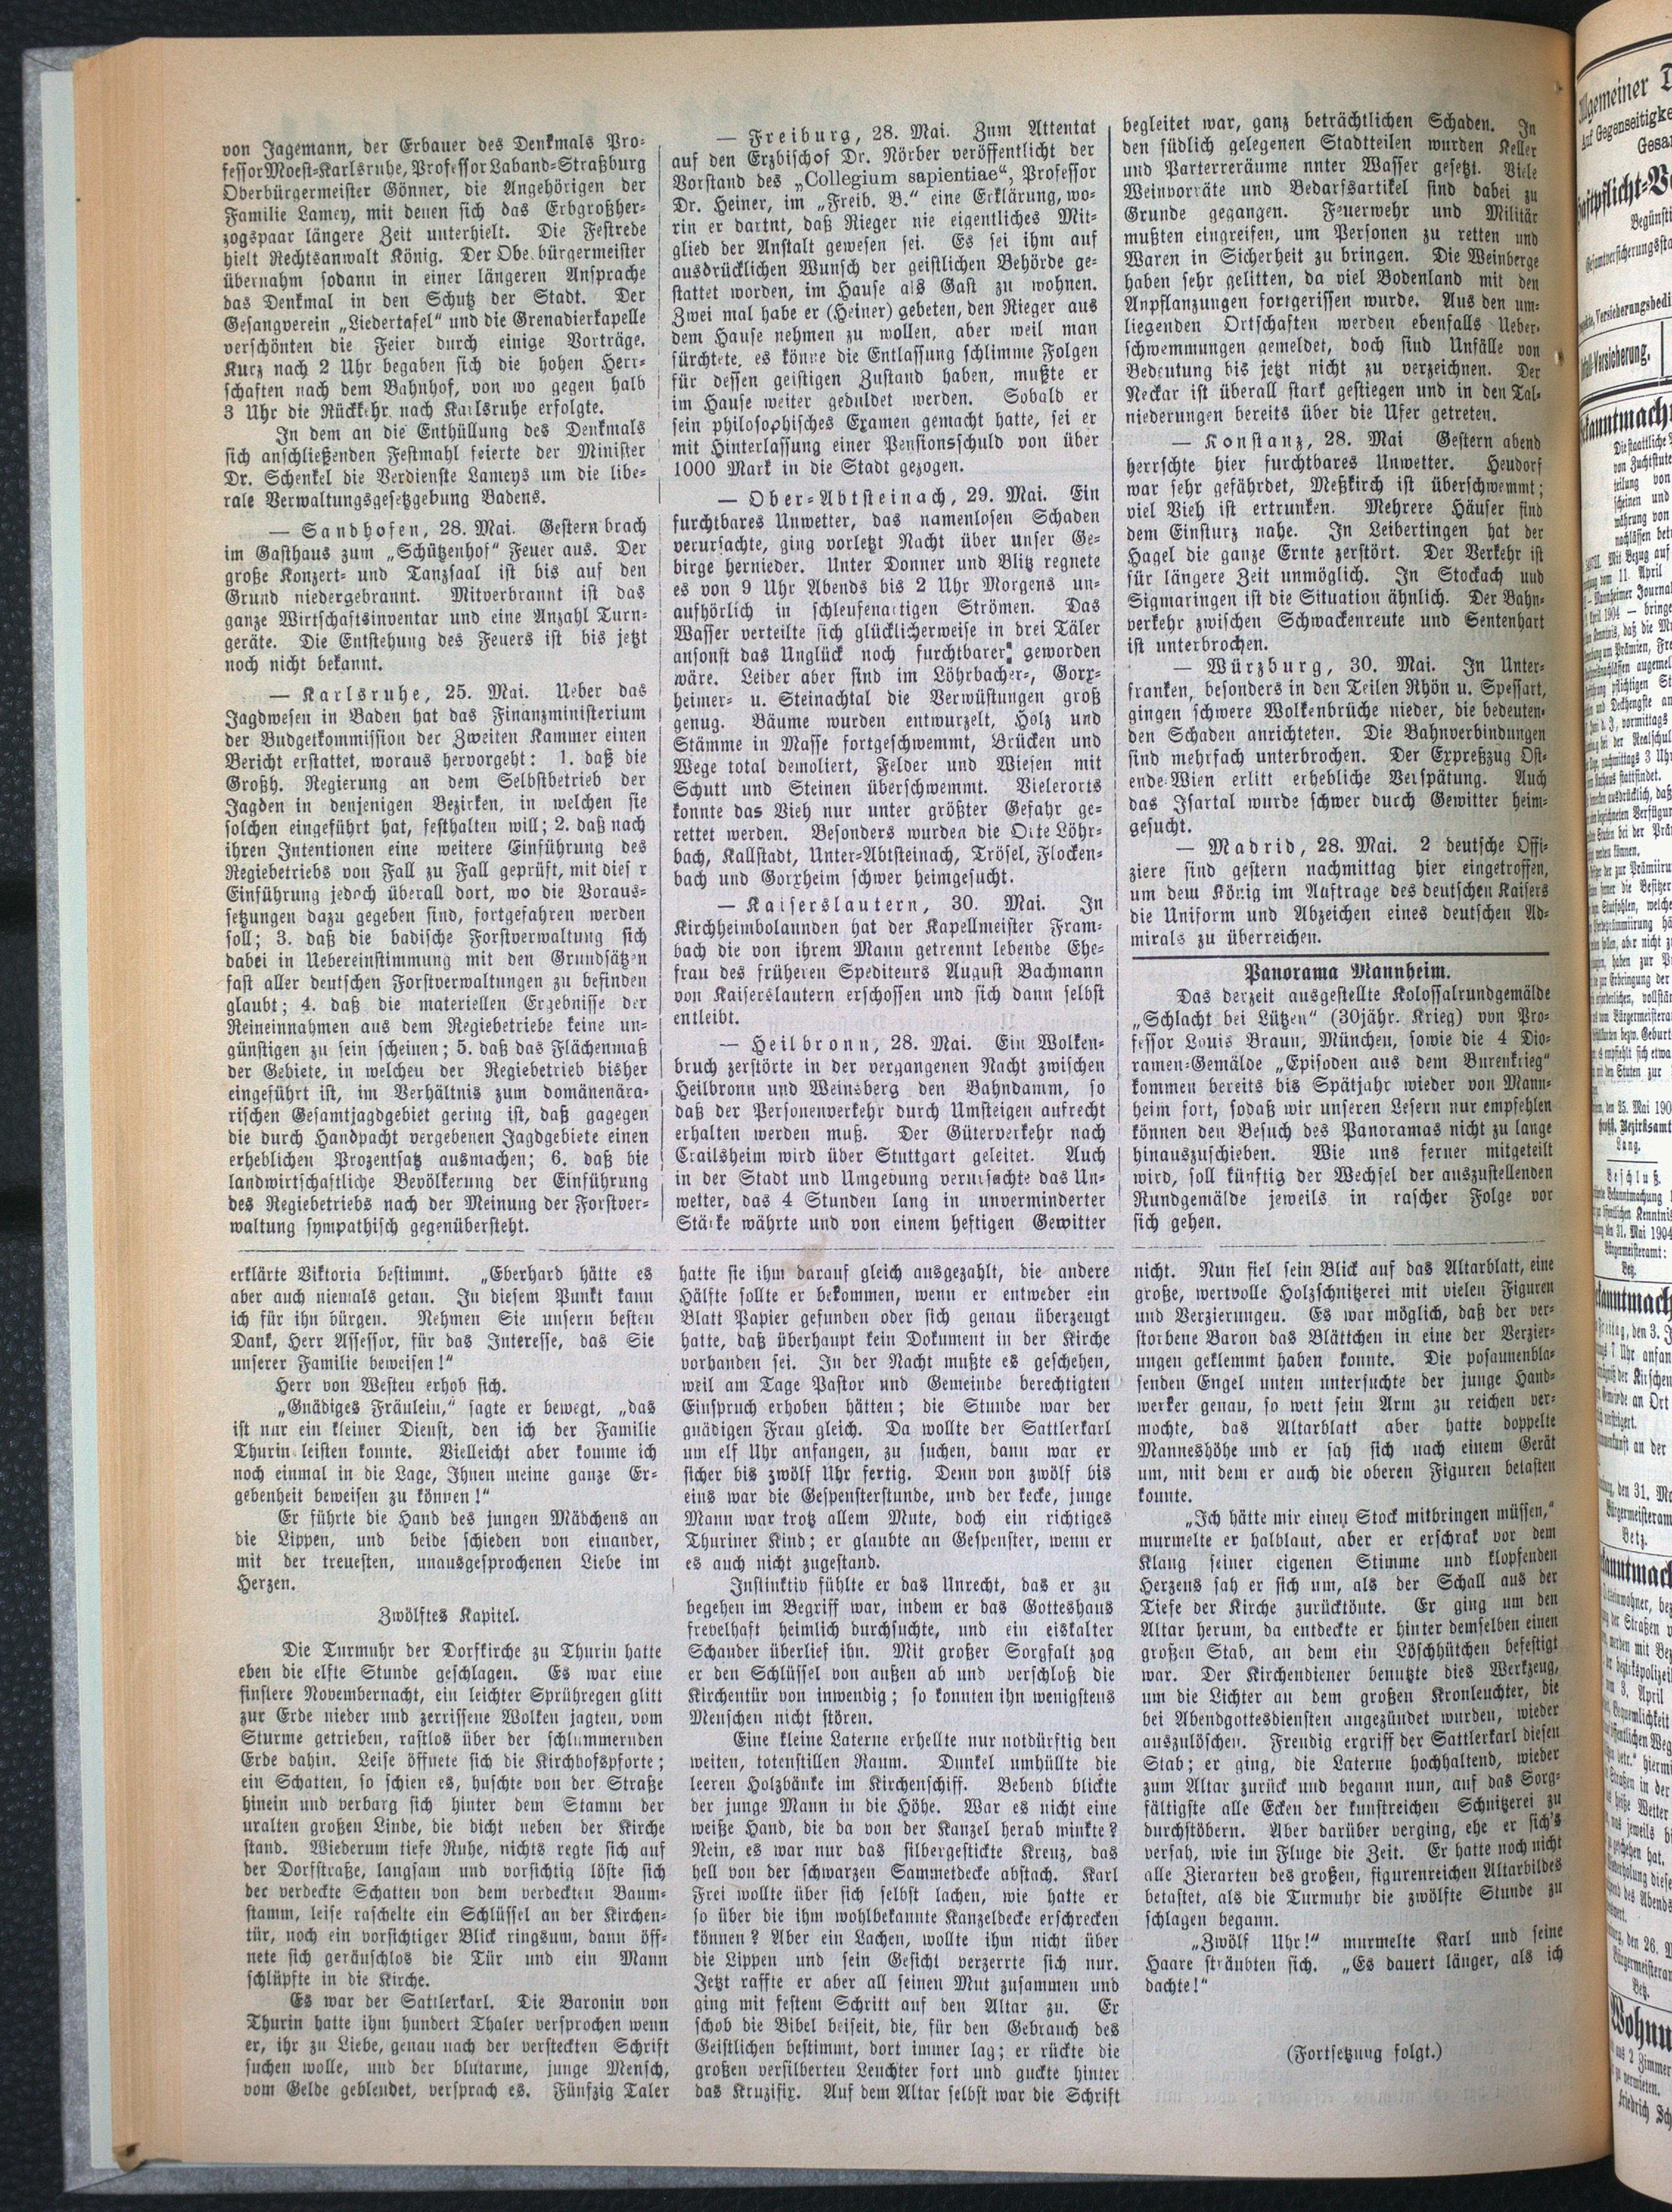 von Jagemann, der Erbauer des Denkmals Pro-
fessor Moest-Karlsruhe, Professor Laband-Straßburg
Oberbürgermeister Gönner, die Angehörigen der
Familie Lamey, mit denen sich das Erbgroßher-
zogspaar längere Zeit unterhielt. Die Festrede
hielt Rechtsanwalt König. Der Obe.bürgermeister
übernahm sodann in einer längeren Ansprache
das Denkmal in den Schutz der Stadt. Der
Gesangverein „Liedertafel“ und die Grenadierkapelle
verschönten die Feier durch einige Vorträge.
Kurz nach 2 Uhr begaben sich die hohen Herr-
schaften nach dem Bahnhof, von wo gegen halb
3 Uhr die Rückkehr nach Karlsruhe erfolgte.
In dem an die Enthüllung des Denkmals
sich anschließenden Festmahl feierte der Minister
Dr. Schenkel die Verdienste Lameys um die libe-
rale Verwaltungsgesetzgebung Badens.
— Sandhofen, 28. Mai. Gestern brach
im Gasthaus zum „Schützenhof“ Feuer aus. Der
große Konzert- und Tanzsaal ist bis auf den
Grund niedergebrannt. Mitverbrannt ist das
ganze Wirtschaftsinventar und eine Anzahl Turn-
geräte. Die Entstehung des Feuers ist bis jetzt
noch nicht bekannt.
— Karlsruhe, 25. Mai. Ueber das
Jagdwesen in Baden hat das Finanzministerium
der Budgetkommission der Zweiten Kammer einen
Bericht erstattet, woraus hervorgeht: 1. daß die
Großh. Regierung an dem Selbstbetrieb der
Jagden in denjenigen Bezirken, in welchen sie
solchen eingeführt hat, festhalten will; 2. daß nach
ihren Intentionen eine weitere Einführung des
Regiebetriebs von Fall zu Fall geprüft, mit dies r
Einführung jedoch überall dort, wo die Voraus-
setzungen dazu gegeben sind, fortgefahren werden
soll; 3. daß die badische Forstverwaltung sich
dabei in Uebereinstimmung mit den Grundsätzen
fast aller deutschen Forstverwaltungen zu befinden
glaubt; 4. daß die materiellen Ergebnisse der
Reineinnahmen aus dem Regiebetriebe keine un-
günstigen zu sein scheinen; 5. daß das Flächenmaß
der Gebiete, in welcheu der Regiebetrieb bisher
eingeführt ist, im Verhältnis zum domänenära-
rischen Gesamtjagdgebiet gering ist, daß gagegen
die durch Handpacht vergebenen Jagdgebiete einen
erheblichen Prozentsatz ausmachen; 6. daß bie
landwirtschaftliche Bevölkerung der Einführung
des Regiebetriebs nach der Meinung der Forstver-
waltung sympathisch gegenübersteht.
— Freiburg, 28. Mai. Zum Attentat
auf den Erzbischof Dr. Nörber veröffentlicht der
Vorstand des „Collegium sapientiae“, Professor
Dr. Heiner, im „Freib. B.“ eine Erklärung, wo-
rin er dartnt, daß Rieger nie eigentliches Mit-
glied der Anstalt gewesen sei. Es sei ihm auf
ausdrücklichen Wunsch der geistlichen Behörde ge-
stattet worden, im Hause als Gast zu wohnen.
Zwei mal habe er (Heiner) gebeten, den Rieger aus
dem Hause nehmen zu wollen, aber weil man
fürchtete, es könne die Entlassung schlimme Folgen
für dessen geistigen Zustand haben, mußte er
im Hause weiter geduldet werden. Sobald er
sein philosophisches Examen gemacht hatte, sei er
mit Hinterlassung einer Pensionsschuld von über
1000 Mark in die Stadt gezogen.
— Ober-Abtsteinach, 29. Mai. Ein
furchtbares Unwetter, das namenlosen Schaden
verursachte, ging vorletzt Nacht über unser Ge-
birge hernieder. Unter Donner und Blitz regnete
es von 9 Uhr Abends bis 2 Uhr Morgens un-
aufhörlich in schleusenartigen Strömen. Das
Wasser verteilte sich glücklicherweise in drei Täler
ansonst das Unglück noch furchtbarer geworden
wäre. Leider aber sind im Löhrbacher-, Gorx-
heimer- u. Steinachtal die Verwüstungen groß
genug. Bäume wurden entwurzelt, Holz und
Stämme in Masse fortgeschwemmt, Brücken und
Wege total demoliert, Felder und Wiesen mit
Schutt und Steinen überschwemmt. Vielerorts
konnte das Vieh nur unter größter Gefahr ge-
rettet werden. Besonders wurden die Orte Löhr-
bach, Kallstadt, Unter-Abtsteinach, Trösel, Flocken-
bach und Gorxheim schwer heimgesucht.
— Kaiserslautern, 30. Mai. In
Kirchheimbolannden hat der Kapellmeister Fram-
bach die von ihrem Mann getrennt lebende Ehe-
frau des früheren Spediteurs August Bachmann
von Kaiserslautern erschossen und sich dann selbst
entleibt.
— Heilbronn, 28. Mai. Ein Wolken-
bruch zerstörte in der vergangenen Nacht zwischen
Heilbronn und Weinsberg den Bahndamm, so
daß der Personenverkehr durch Umsteigen aufrecht
erhalten werden muß. Der Güterverkehr nach
Crailsheim wird über Stuttgart geleitet. Auch
in der Stadt und Umgebung verursachte das Un-
wetter, das 4 Stunden lang in unverminderter
Stärke währte und von einem heftigen Gewitter
begleitet war, ganz beträchtlichen Schaden. In
den südlich gelegenen Stadtteilen wurden Keller
und Parterreräume nnter Wasser gesetzt. Viele
Weinvorräte und Bedarfsartikel sind dabei zu
Grunde gegangen. Feuerwehr und Militär
mußten eingreifen, um Personen zu retten und
Waren in Sicherheit zu bringen. Die Weinberge
haben sehr gelitten, da viel Bodenland mit den
Anpflanzungen fortgerissen wurde. Aus den um-
liegenden Ortschaften werden ebenfalls Ueber-
schwemmungen gemeldet, doch sind Unfälle von
Bedeutung bis jetzt nicht zu verzeichnen. Der
Neckar ist überall stark gestiegen und in den Tal-
niederungen bereits über die Ufer getreten.
— Konstanz, 28. Mai Gestern abend
herrschte hier furchtbares Unwetter. Heudorf
war sehr gefährdet, Meßkirch ist überschwemmt;
viel Vieh ist ertrunken. Mehrere Häuser sind
dem Einsturz nahe. In Leibertingen hat der
Hagel die ganze Ernte zerstört. Der Verkehr ist
für längere Zeit unmöglich. In Stockach und
Sigmaringen ist die Situation ähnlich. Der Bahn-
verkehr zwischen Schwackenreute und Sentenhart
ist unterbrochen.
— Würzburg, 30. Mai. In Unter-
franken, besonders in den Teilen Rhön u. Spessart,
gingen schwere Wolkenbrüche nieder, die bedeuten-
den Schaden anrichteten. Die Bahnverbindungen
sind mehrfach unterbrochen. Der Expreßzug Ost-
ende-Wien erlitt erhebliche Verspätung. Auch
das Isartal wurde schwer durch Gewitter heim-
gesucht.
— Madrid, 28. Mai. 2 deutsche Offi-
ziere sind gestern nachmittag hier eingetroffen,
um dem König im Auftrage des deutschen Kaisers
die Uniform und Abzeichen eines deutschen Ad-
mirals zu überreichen.
Panorama Mannheim.
Das derzeit ausgestellte Kolossalrundgemälde
„Schlacht bei Lützen“ (30jähr. Krieg) von Pro-
fessor Louis Braun, München, sowie die 4 Dio-
ramen-Gemälde „Episoden aus dem Burenkrieg“
kommen bereits bis Spätjahr wieder von Mann-
heim fort, sodaß wir unseren Lesern nur empfehlen
können den Besuch des Panoramas nicht zu lange
hinauszuschieben. Wie uns ferner mitgeteilt
wird, soll künftig der Wechsel der auszustellenden
Rundgemälde jeweils in rascher Folge vor
sich gehen.
erklärte Viktoria bestimmt. „Eberhard hätte es
aber auch niemals getan. In diesem Punkt kann
ich für ihn bürgen. Nehmen Sie unsern besten
Dank, Herr Assessor, für das Interesse, das Sie
unserer Familie beweisen!“
Herr von Westen erhob sich.
„Gnädiges Fräulein,“ sagte er bewegt, „das
ist nur ein kleiner Dienst, den ich der Familie
Thurin leisten konnte. Vielleicht aber komme ich
noch einmal in die Lage, Ihnen meine ganze Er-
gebenheit beweisen zu können!“
Er führte die Hand des jungen Mädchens an
die Lippen, und beide schieden von einander,
mit der treuesten, unausgesprochenen Liebe im
Herzen.
Zwölftes Kapitel.
Die Turmuhr der Dorfkirche zu Thurin hatte
eben die elfte Stunde geschlagen. Es war eine
finstere Novembernacht, ein leichter Sprühregen glitt
zur Erde nieder und zerrissene Wolken jagten, vom
Sturme getrieben, rastlos über der schlummernden
Erde dahin. Leise öffnete sich die Kirchhofspforte;
ein Schatten, so schien es, huschte von der Straße
hinein und verbarg sich hinter dem Stamm der
uralten großen Linde, die dicht neben der Kirche
stand. Wiederum tiefe Ruhe, nichts regte sich auf
der Dorfstraße, langsam und vorsichtig löste sich
der verdeckte Schatten von dem verdeckten Baum-
stamm, leise raschelte ein Schlüssel an der Kirchen-
tür, noch ein vorsichtiger Blick ringsum, dann öff-
nete sich geräuschlos die Tür und ein Mann
schlüpfte in die Kirche.
Es war der Sattlerkarl. Die Baronin von
Thurin hatte ihm hundert Thaler versprochen wenn
er, ihr zu Liebe, genau nach der versteckten Schrift
suchen wolle, und der blutarme, junge Mensch,
vom Gelde geblendet, versprach es. Fünfzig Taler
hatte sie ihm darauf gleich ausgezahlt, die andere
Hälfte sollte er bekommen, wenn er entweder ein
Blatt Papier gefunden oder sich genau überzeugt
hatte, daß überhaupt kein Dokument in der Kirche
vorhanden sei. In der Nacht mußte es geschehen,
weil am Tage Pastor und Gemeinde berechtigten
Einspruch erhoben hätten; die Stunde war der
gnädigen Frau gleich. Da wollte der Sattlerkarl
um elf Uhr anfangen, zu suchen, dann war er
sicher bis zwölf Uhr fertig. Denn von zwölf bis
eins war die Gespensterstunde, und der kecke, junge
Mann war trotz allem Mute, doch ein richtiges
Thuriner Kind; er glaubte an Gespenster, wenn er
es auch nicht zugestand.
Instinktiv fühlte er das Unrecht, das er zu
begehen im Begriff war, indem er das Gotteshaus
frevelhaft heimlich durchsuchte, und ein eiskalter
Schauder überlief ihn. Mit großer Sorgfalt zog
er den Schlüssel von außen ab und verschloß die
Kirchentür von inwendig; so konnten ihn wenigstens
Menschen nicht stören.
Eine kleine Laterne erhellte nur notdürftig den
weiten, totenstillen Raum. Dunkel umhüllte die
leeren Holzbänke im Kirchenschiff. Bebend blickte
der junge Mann in die Höhe. War es nicht eine
weiße Hand, die da von der Kanzel herab winkte?
Nein, es war nur das silbergestickte Kreuz, das
hell von der schwarzen Sammetdecke abstach. Karl
Frei wollte über sich selbst lachen, wie hatte er
so über die ihm wohlbekannte Kanzeldecke erschrecken
können? Aber ein Lachen, wollte ihm nicht über
die Lippen und sein Gesicht verzerrte sich nur.
Jetzt raffte er aber all seinen Mut zusammen und
ging mit festem Schritt auf den Altar zu. Er
schob die Bibel beiseit, die, für den Gebrauch des
Geistlichen bestimmt, dort immer lag; er rückte die
großen versilberten Leuchter fort und guckte hinter
das Kruzifix. Auf dem Altar selbst war die Schrift
nicht. Nun fiel sein Blick auf das Altarblatt, eine
große, wertvolle Holzschnitzerei mit vielen Figuren
und Verzierungen. Es war möglich, daß der ver-
storbene Baron das Blättchen in eine der Verzier-
ungen geklemmt haben konnte. Die posaunenbla-
senden Engel unten untersuchte der junge Hand-
werker genau, so weit sein Arm zu reichen ver-
mochte, das Altarblatt aber hatte doppelte
Manneshöhe und er sah sich nach einem Gerät
um, mit dem er auch die oberen Figuren betasten
konnte.
„Ich hätte mir einen Stock mitbringen müssen,“
murmelte er halblaut, aber er erschrak vor dem
Klang seiner eigenen Stimme und klopfenden
Herzens sah er sich um, als der Schall aus der
Tiefe der Kirche zurücktönte. Er ging um den
Altar herum, da entdeckte er hinter demselben einen
großen Stab, an dem ein Löschhütchen befestigt
war. Der Kirchendiener benutzte dies Werkzeug,
um die Lichter an dem großen Kronleuchter, die
bei Abendgottesdiensten angezündet wurden, wieder
auszulöschen. Freudig ergriff der Sattlerkarl diesen
Stab; er ging, die Laterne hochhaltend, wieder
zum Altar zurück und begann nun, auf das Sorg-
fältigste alle Ecken der kunstreichen Schnitzerei zu
durchstöbern. Aber darüber verging, ehe er sich's
versah, wie im Fluge die Zeit. Er hatte noch nicht
alle Zierarten des großen, figurenreichen Altarbildes
betastet, als die Turmuhr die zwölfte Stunde zu
schlagen begann.
„Zwölf Uhr!“ murmelte Karl und seine
Haare sträubten sich. „Es dauert länger, als ich
dachte!“
(Fortsetzung folgt.)